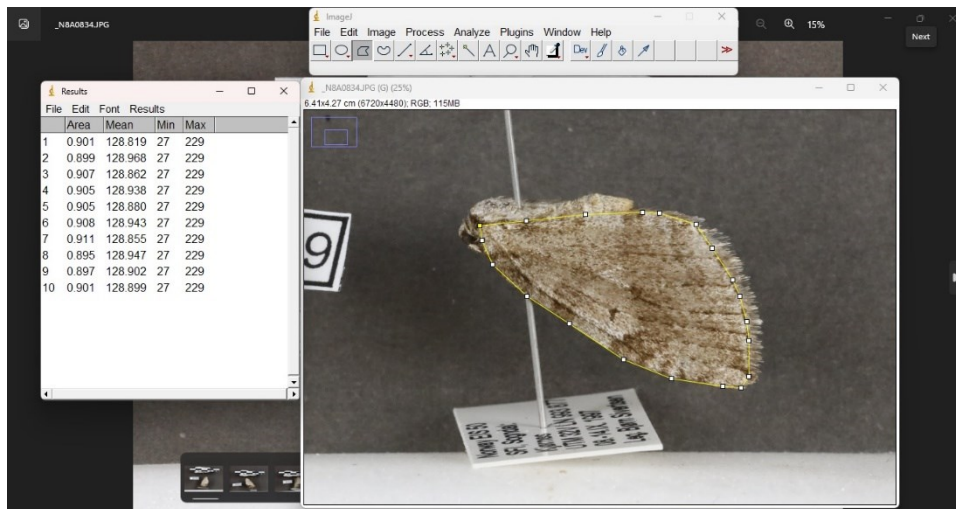 _N8A0834.JPG
ImageJ
15%
Next
File Edit Image Process Analyze Plugins Window Help
Dev
Results
File Edit Font Results
Area Mean Min Max
1 0.901 128.819 27 229
2 0.899 128.968 27 229
3 0.907 128.862 27 229
4 0.905 128.938 27 229
5 0.905 128.880 27 229
6 0.908 128.943 27 229
7 0.911 128.855 27 229
8 0.895 128.947 27 229
9 0.897 128.902 27 229
10 0.901 128.899 27 229
_N8A0834.JPG (G) (25%)
6.41x4.27 cm (6720x4480); RGB; 115MB
9